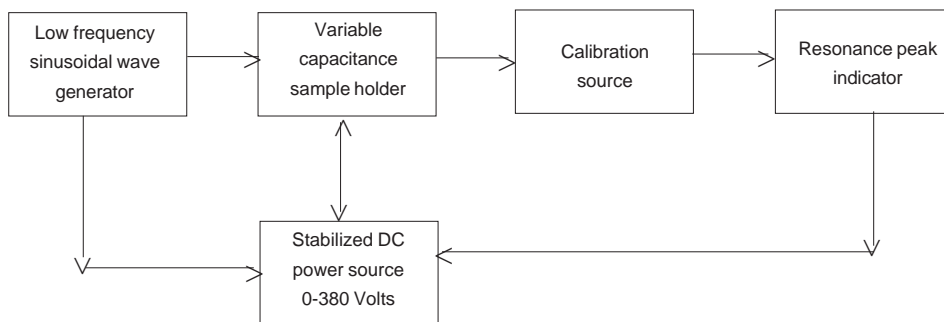 Low frequency
sinusoidal wave
generator
Variable
capacitance
sample holder
Calibration
source
Resonance peak
indicator
Stabilized DC
power source
0-380 Volts